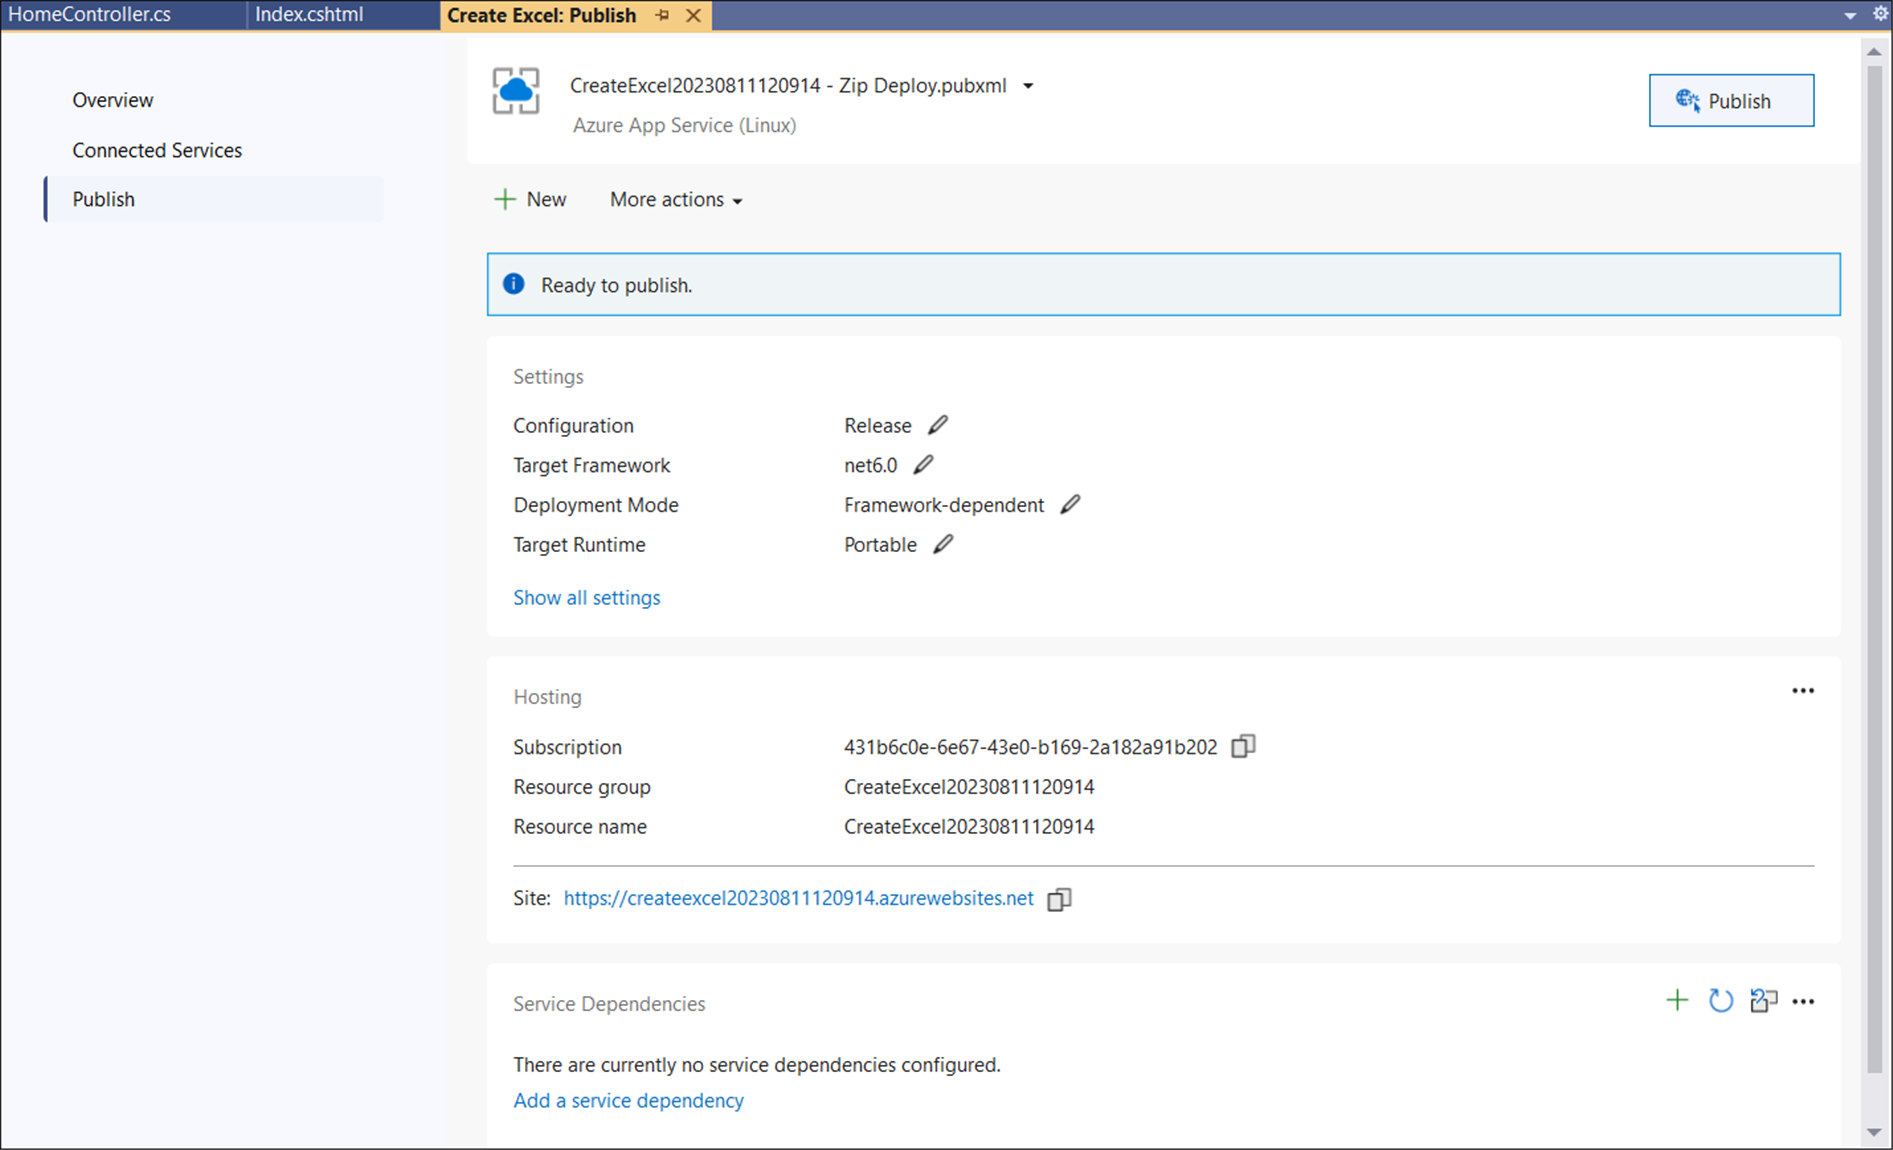 HomeController.cs
Index.cshtml
Create Excel: Publish
Overview
Connected Services
Publish
CreateExcel20230811120914 - Zip Deploy.pubxml
Azure App Service (Linux)
Publish
New
More actions
Ready to publish.
Settings
Configuration Release
Target Framework net6.0
Deployment Mode Framework-dependent
Target Runtime Portable
Show all settings
Hosting
Subscription 431b6c0e-6e67-43e0-b169-2a182a91b202
Resource group CreateExcel20230811120914
Resource name CreateExcel20230811120914
Site: https://createexcel20230811120914.azurewebsites.net
Service Dependencies
There are currently no service dependencies configured.
Add a service dependency